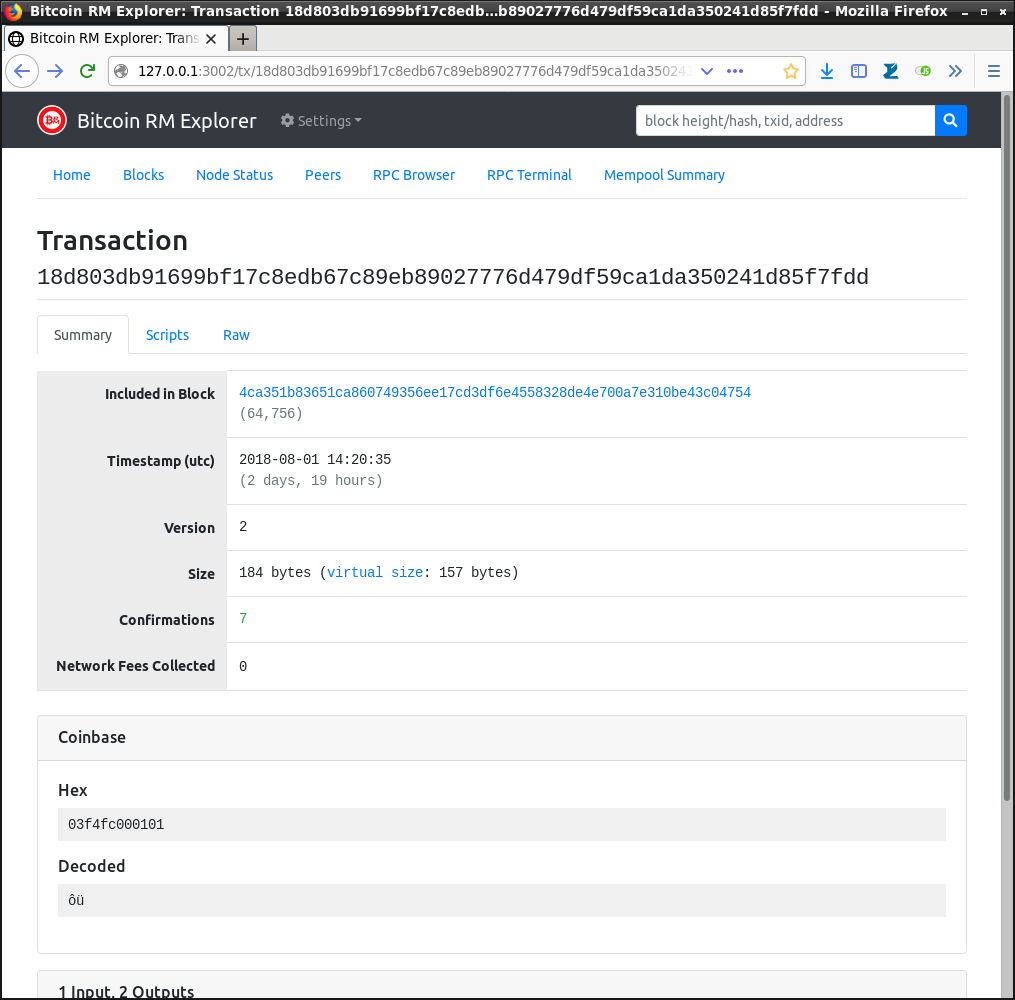 Bitcoin RM Explorer: Transaction 18d803db91699bf17c8edb...b89027776d479df59ca1da350241d85f7fdd - Mozilla Firefox
Bitcoin RM Explorer: Trans
127.0.0.1:3002/tx/18d803db91699bf17c8edb67c89eb89027776d479df59ca1da350241
Bitcoin RM Explorer
Settings
block height/hash, txid, address
Home Blocks Node Status Peers RPC Browser RPC Terminal Mempool Summary
Transaction
18d803db91699bf17c8edb67c89eb89027776d479df59ca1da350241d85f7fdd
Summary Scripts Raw
Included in Block 4ca351b83651ca860749356ee17cd3df6e4558328de4e700a7e310be43c04754
(64,756)
Timestamp (utc) 2018-08-01 14:20:35
(2 days, 19 hours)
Version 2
Size 184 bytes (virtual size: 157 bytes)
Confirmations 7
Network Fees Collected 0
Coinbase
Hex
03f4fc000101
Decoded
ôü
1 Input, 2 Outputs